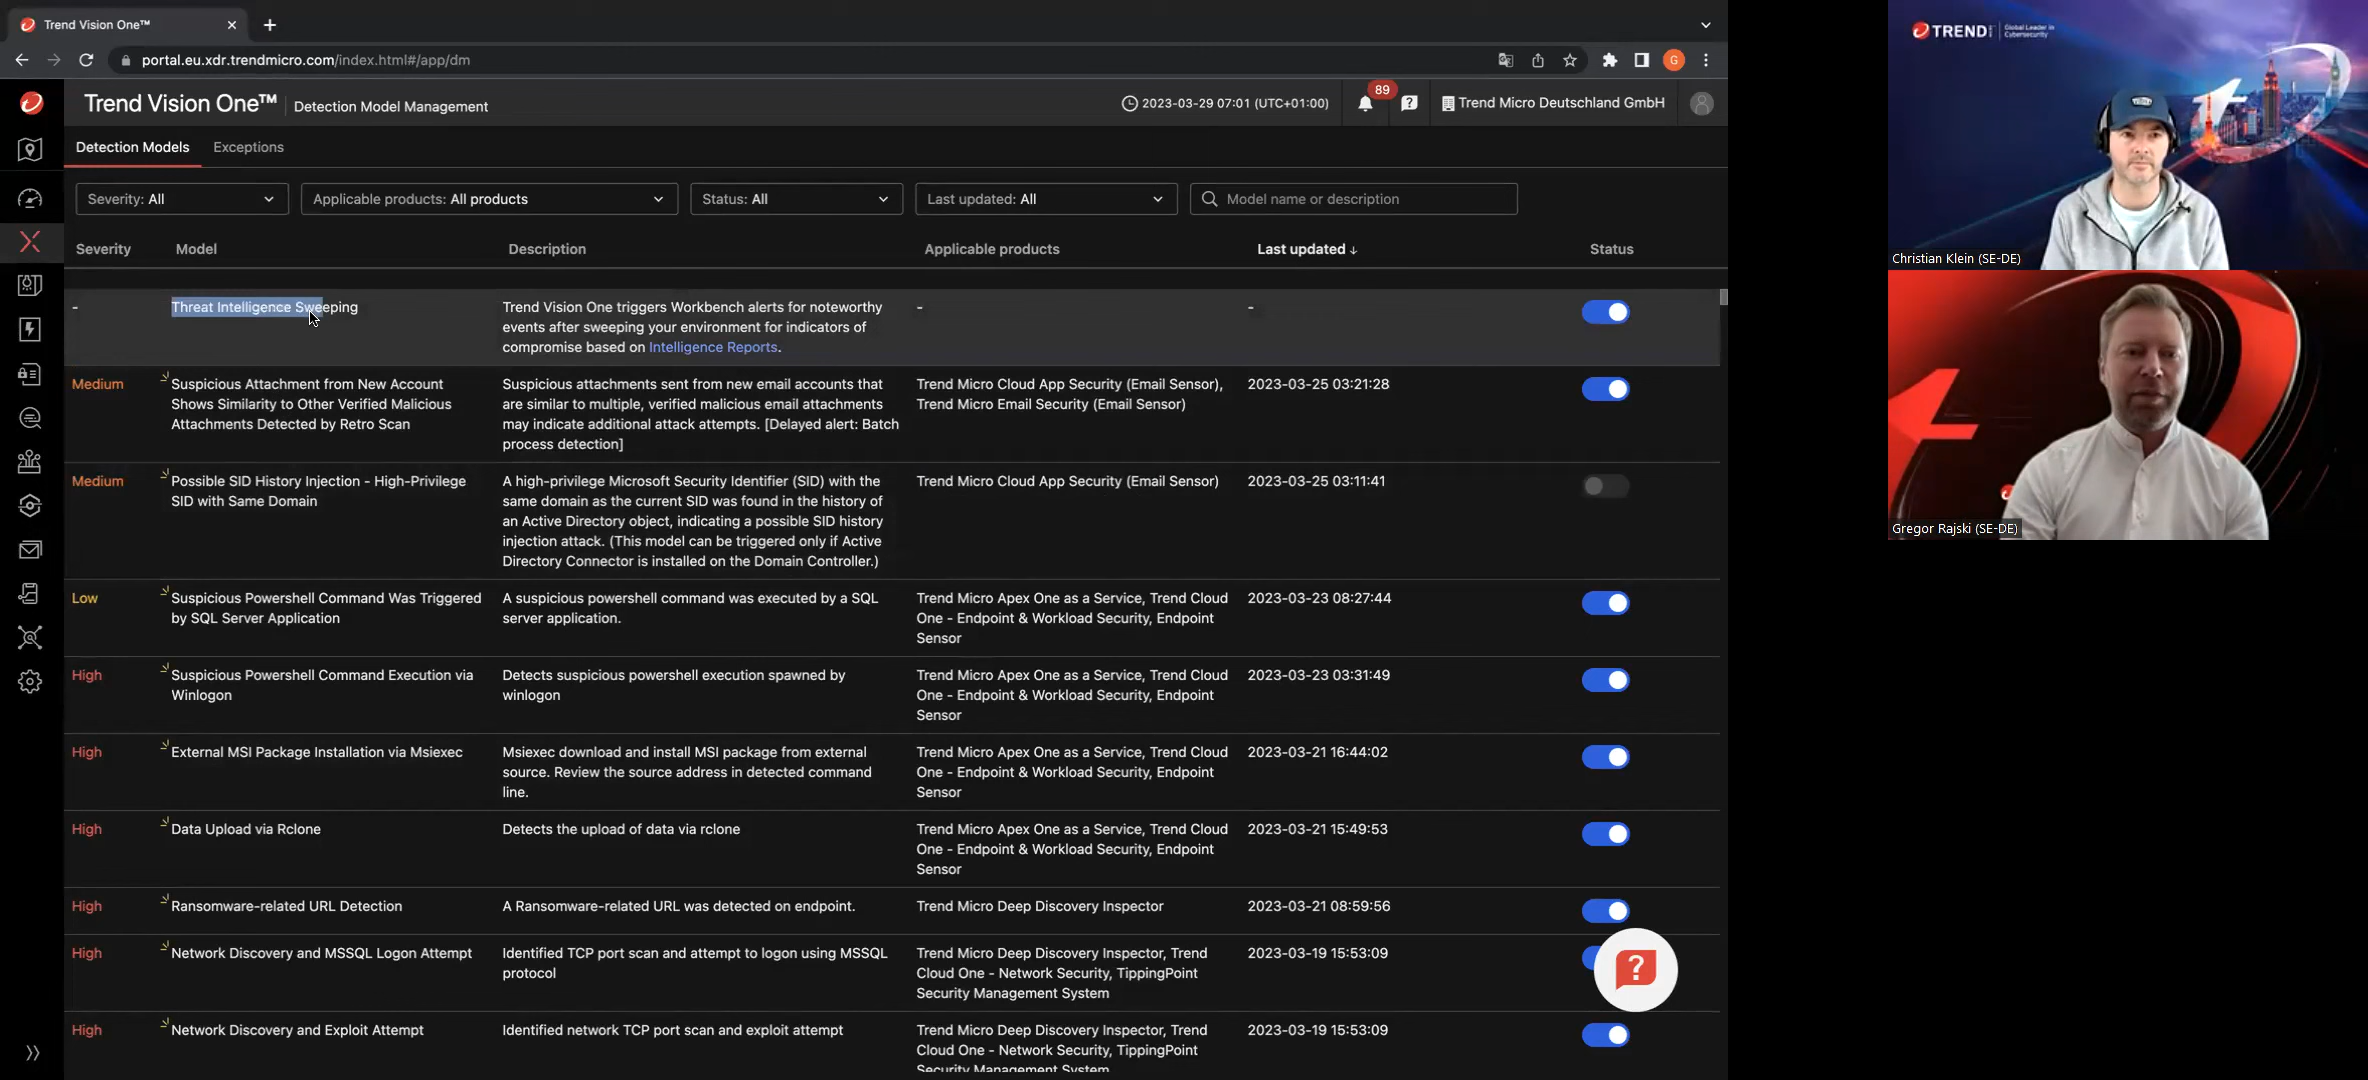 Trend Vision One™
portal.eu.xdr.trendmicro.com/index.html#/app/dm
G
Trend Vision One™ | Detection Model Management
2023-03-29 07:01 (UTC+01:00)
89
Trend Micro Deutschland GmbH
Detection Models
Exceptions
Severity: All
Applicable products: All products
Status: All
Last updated: All
Model name or description
Severity
Model
Description
Applicable products
Last updated ↓
Status
-
Threat Intelligence Sweeping
Trend Vision One triggers Workbench alerts for noteworthy
events after sweeping your environment for indicators of
compromise based on Intelligence Reports.
-
-
Medium
Suspicious Attachment from New Account
Shows Similarity to Other Verified Malicious
Attachments Detected by Retro Scan
Suspicious attachments sent from new email accounts that
are similar to multiple, verified malicious email attachments
may indicate additional attack attempts. [Delayed alert: Batch
process detection]
Trend Micro Cloud App Security (Email Sensor),
Trend Micro Email Security (Email Sensor)
2023-03-25 03:21:28
Medium
Possible SID History Injection - High-Privilege
SID with Same Domain
A high-privilege Microsoft Security Identifier (SID) with the
same domain as the current SID was found in the history of
an Active Directory object, indicating a possible SID history
injection attack. (This model can be triggered only if Active
Directory Connector is installed on the Domain Controller.)
Trend Micro Cloud App Security (Email Sensor)
2023-03-25 03:11:41
Low
Suspicious Powershell Command Was Triggered
by SQL Server Application
A suspicious powershell command was executed by a SQL
server application.
Trend Micro Apex One as a Service, Trend Cloud
One - Endpoint & Workload Security, Endpoint
Sensor
2023-03-23 08:27:44
High
Suspicious Powershell Command Execution via
Winlogon
Detects suspicious powershell execution spawned by
winlogon
Trend Micro Apex One as a Service, Trend Cloud
One - Endpoint & Workload Security, Endpoint
Sensor
2023-03-23 03:31:49
High
External MSI Package Installation via Msiexec
Msiexec download and install MSI package from external
source. Review the source address in detected command
line.
Trend Micro Apex One as a Service, Trend Cloud
One - Endpoint & Workload Security, Endpoint
Sensor
2023-03-21 16:44:02
High
Data Upload via Rclone
Detects the upload of data via rclone
Trend Micro Apex One as a Service, Trend Cloud
One - Endpoint & Workload Security, Endpoint
Sensor
2023-03-21 15:49:53
High
Ransomware-related URL Detection
A Ransomware-related URL was detected on endpoint.
Trend Micro Deep Discovery Inspector
2023-03-21 08:59:56
High
Network Discovery and MSSQL Logon Attempt
Identified TCP port scan and attempt to logon using MSSQL
protocol
Trend Micro Deep Discovery Inspector, Trend
Cloud One - Network Security, TippingPoint
Security Management System
2023-03-19 15:53:09
High
Network Discovery and Exploit Attempt
Identified network TCP port scan and exploit attempt
Trend Micro Deep Discovery Inspector, Trend
Cloud One - Network Security, TippingPoint
Security Management System
2023-03-19 15:53:09
TREND
Global Leader in
Cybersecurity
Christian Klein (SE-DE)
Gregor Rajski (SE-DE)